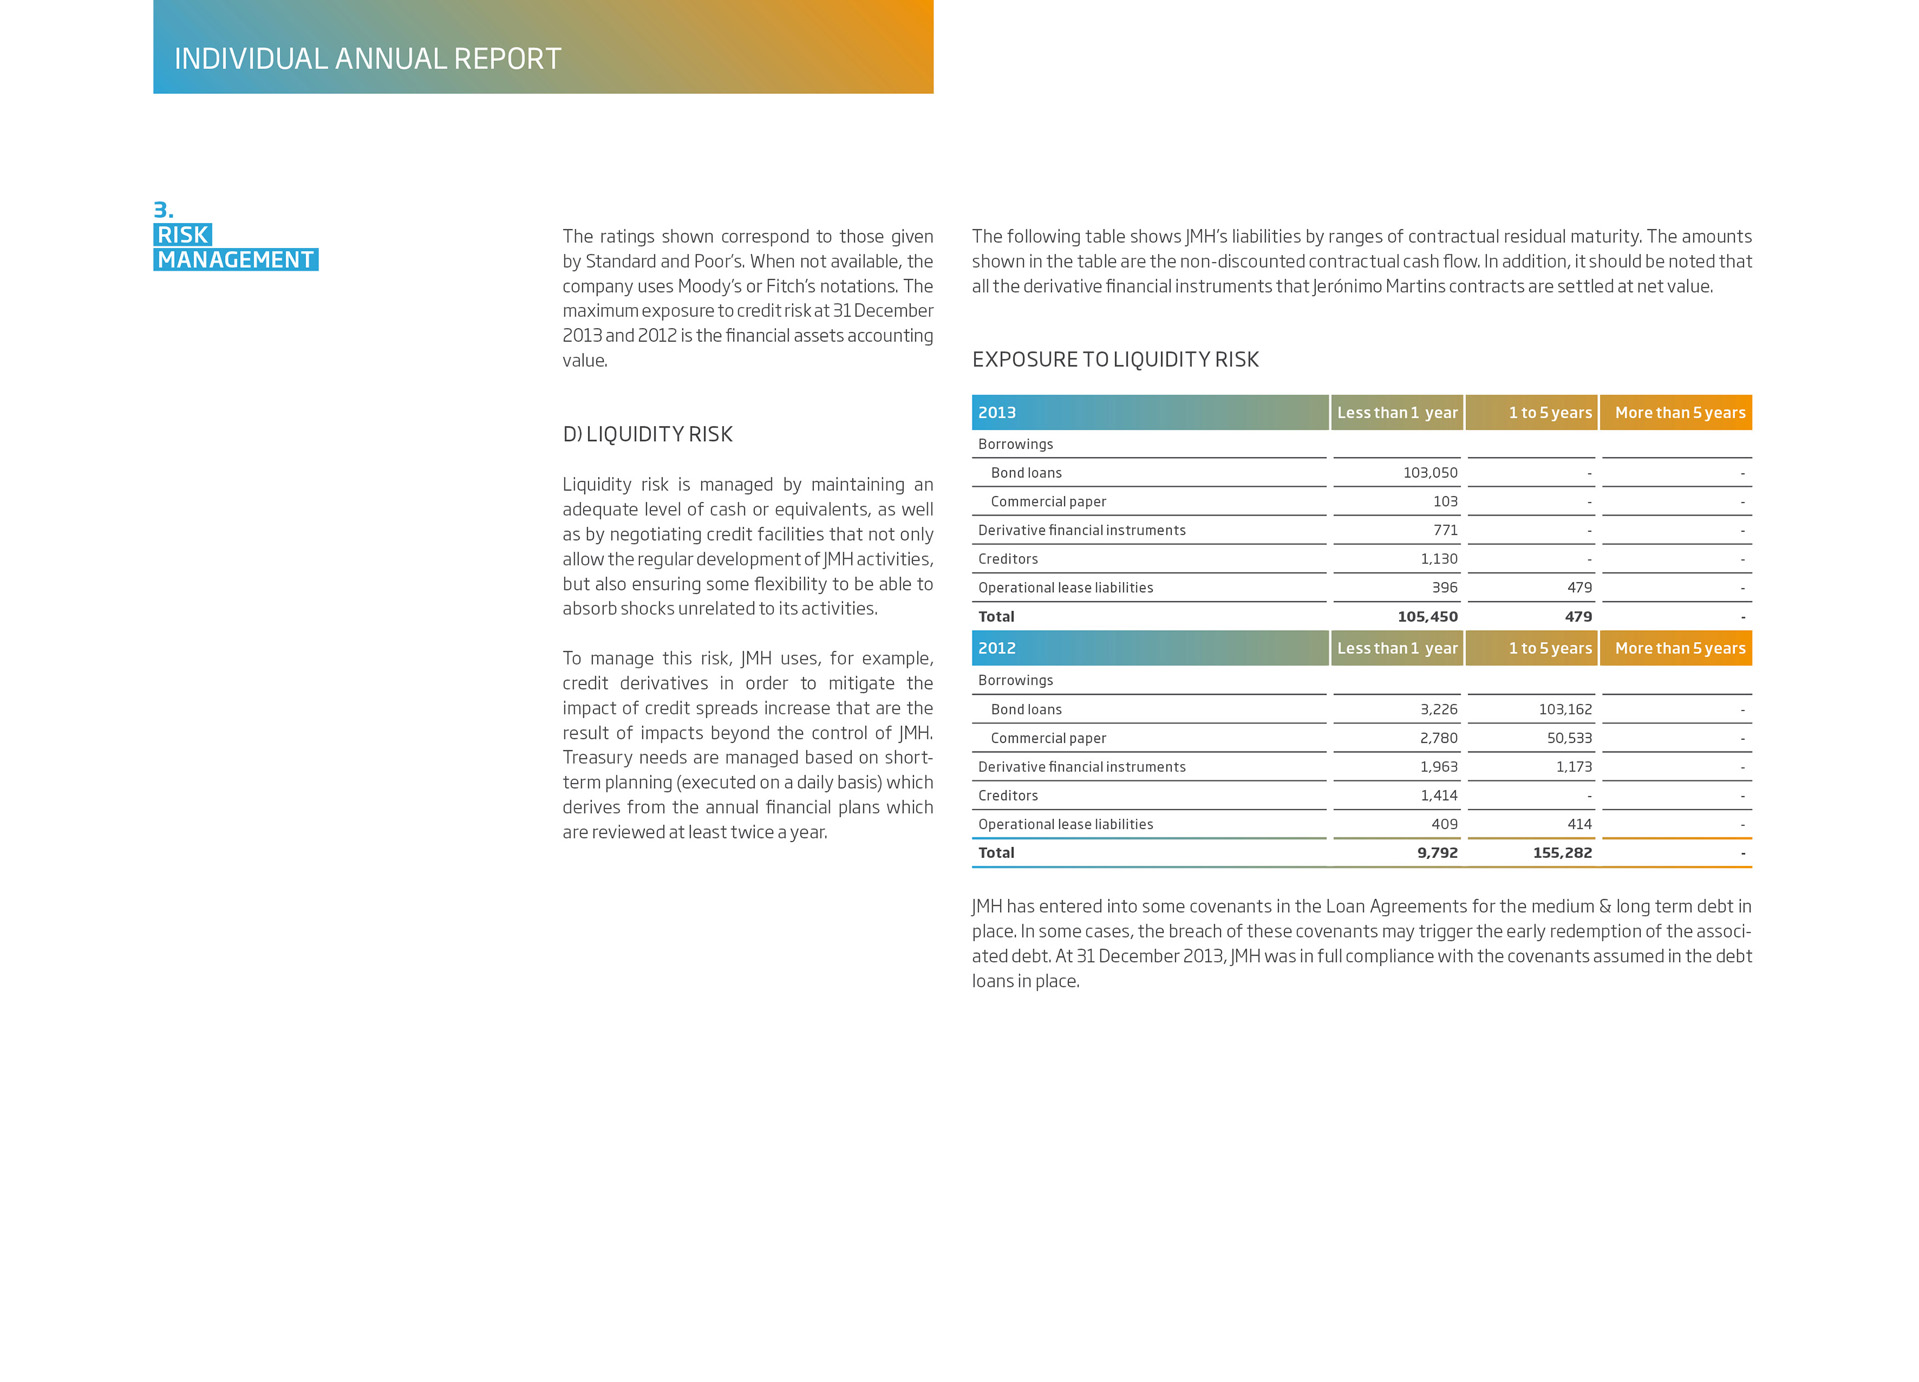 INDIVIDUAL ANNUAL REPORT
3.
RISK
MANAGEMENT
The ratings shown correspond to those given
by Standard and Poor's. When not available, the
company uses Moody's or Fitch's notations. The
maximum exposure to credit risk at 31 December
2013 and 2012 is the financial assets accounting
value.
D) LIQUIDITY RISK
Liquidity risk is managed by maintaining an
adequate level of cash or equivalents, as well
as by negotiating credit facilities that not only
allow the regular development of JMH activities,
but also ensuring some flexibility to be able to
absorb shocks unrelated to its activities.
To manage this risk, JMH uses, for example,
credit derivatives in order to mitigate the
impact of credit spreads increase that are the
result of impacts beyond the control of JMH.
Treasury needs are managed based on short-
term planning (executed on a daily basis) which
derives from the annual financial plans which
are reviewed at least twice a year.
The following table shows JMH's liabilities by ranges of contractual residual maturity. The amounts
shown in the table are the non-discounted contractual cash flow. In addition, it should be noted that
all the derivative financial instruments that Jerónimo Martins contracts are settled at net value.
EXPOSURE TO LIQUIDITY RISK
2013 Less than 1 year 1 to 5 years More than 5 years
Borrowings
Bond loans 103,050 - -
Commercial paper 103 - -
Derivative financial instruments 771 - -
Creditors 1,130 - -
Operational lease liabilities 396 479 -
Total 105,450 479 -
2012 Less than 1 year 1 to 5 years More than 5 years
Borrowings
Bond loans 3,226 103,162 -
Commercial paper 2,780 50,533 -
Derivative financial instruments 1,963 1,173 -
Creditors 1,414 - -
Operational lease liabilities 409 414 -
Total 9,792 155,282 -
JMH has entered into some covenants in the Loan Agreements for the medium & long term debt in
place. In some cases, the breach of these covenants may trigger the early redemption of the associ-
ated debt. At 31 December 2013, JMH was in full compliance with the covenants assumed in the debt
loans in place.